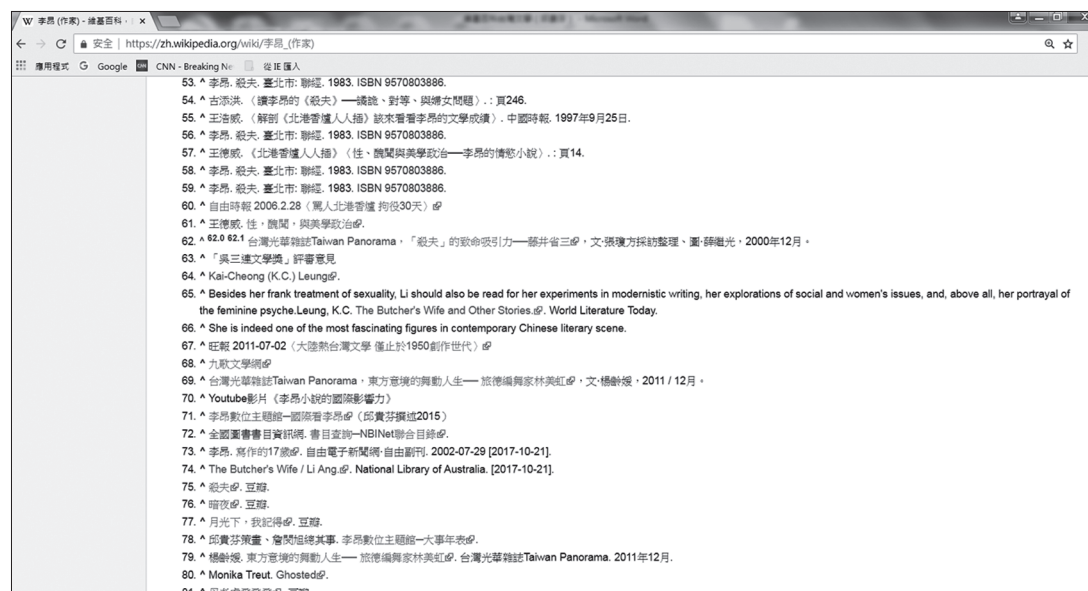 W 李昂 (作家) - 維基百科，
安全 | https://zh.wikipedia.org/wiki/李昂_(作家)
應用程式 G Google CNN - Breaking Ne 從 IE 匯入
53. ^ 李昂. 殺夫. 臺北市: 聯經. 1983. ISBN 9570803886.
54. ^ 古添洪. 〈讀李昂的《殺夫》──譎詭、對等、與婦女問題〉. : 頁246.
55. ^ 王浩威. 〈解剖《北港香爐人人插》該來看看李昂的文學成績〉. 中國時報. 1997年9月25日.
56. ^ 李昂. 殺夫. 臺北市: 聯經. 1983. ISBN 9570803886.
57. ^ 王德威. 《北港香爐人人插》〈性、醜聞與美學政治──李昂的情慾小說〉. : 頁14.
58. ^ 李昂. 殺夫. 臺北市: 聯經. 1983. ISBN 9570803886.
59. ^ 李昂. 殺夫. 臺北市: 聯經. 1983. ISBN 9570803886.
60. ^ 自由時報 2006.2.28〈罵人北港香爐 拘役30天〉
61. ^ 王德威. 性，醜聞，與美學政治.
62. ^ 62.0 62.1 台灣光華雜誌Taiwan Panorama，「殺夫」的致命吸引力──藤井省三，文‧張瓊方採訪整理、圖‧薛繼光，2000年12月。
63. ^ 「吳三連文學獎」評審意見
64. ^ Kai-Cheong (K.C.) Leung.
65. ^ Besides her frank treatment of sexuality, Li should also be read for her experiments in modernistic writing, her explorations of social and women's issues, and, above all, her portrayal of
the feminine psyche.Leung, K.C. The Butcher's Wife and Other Stories. World Literature Today.
66. ^ She is indeed one of the most fascinating figures in contemporary Chinese literary scene.
67. ^ 旺報 2011-07-02〈大陸熱台灣文學 僅止於1950創作世代〉
68. ^ 九歌文學網
69. ^ 台灣光華雜誌Taiwan Panorama，東方意境的舞動人生── 旅德編舞家林美虹，文‧楊齡媛，2011 / 12月。
70. ^ Youtube影片《李昂小說的國際影響力》
71. ^ 李昂數位主題館─國際看李昂（邱貴芬撰述2015）
72. ^ 全國圖書書目資訊網. 書目查詢─NBINet聯合目錄.
73. ^ 李昂. 寫作的17歲. 自由電子新聞網‧自由副刊. 2002-07-29 [2017-10-21].
74. ^ The Butcher's Wife / Li Ang. National Library of Australia. [2017-10-21].
75. ^ 殺夫. 豆瓣.
76. ^ 暗夜. 豆瓣.
77. ^ 月光下，我記得. 豆瓣.
78. ^ 邱貴芬策畫、詹閔旭總其事. 李昂數位主題館─大事年表.
79. ^ 楊齡媛. 東方意境的舞動人生── 旅德編舞家林美虹. 台灣光華雜誌Taiwan Panorama. 2011年12月.
80. ^ Monika Treut. Ghosted.